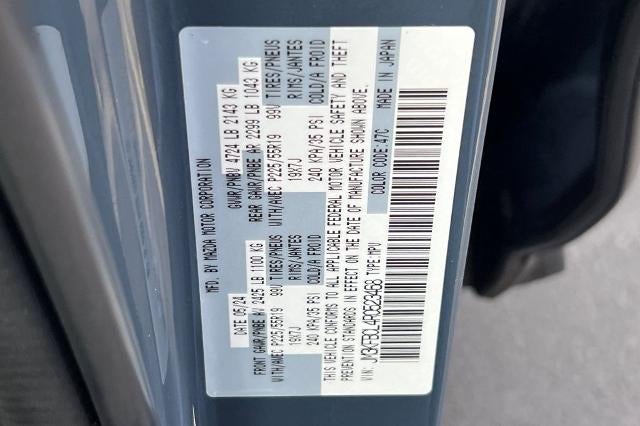 MFD. BY MAZDA MOTOR CORPORATION
DATE 05/24 GVWR/PNBV 4724 LB 2143 KG
FRONT GAWR/PNBE AV 2425 LB 1100 KG REAR GAWR/PNBE AR 2299 LB 1043 KG
WITH/AVEC P225/55R19 99V TIRES/PNEUS WITH/AVEC P225/55R19 99V TIRES/PNEUS
19X7J RIMS/JANTES 19X7J RIMS/JANTES
240 KPA/35 PSI COLD/A FROID 240 KPA/35 PSI COLD/A FROID
THIS VEHICLE CONFORMS TO ALL APPLICABLE FEDERAL MOTOR VEHICLE SAFETY AND THEFT
PREVENTION STANDARDS IN EFFECT ON THE DATE OF MANUFACTURE SHOWN ABOVE.
VIN: TYPE:MPV COLOR CODE:47C MADE IN JAPAN